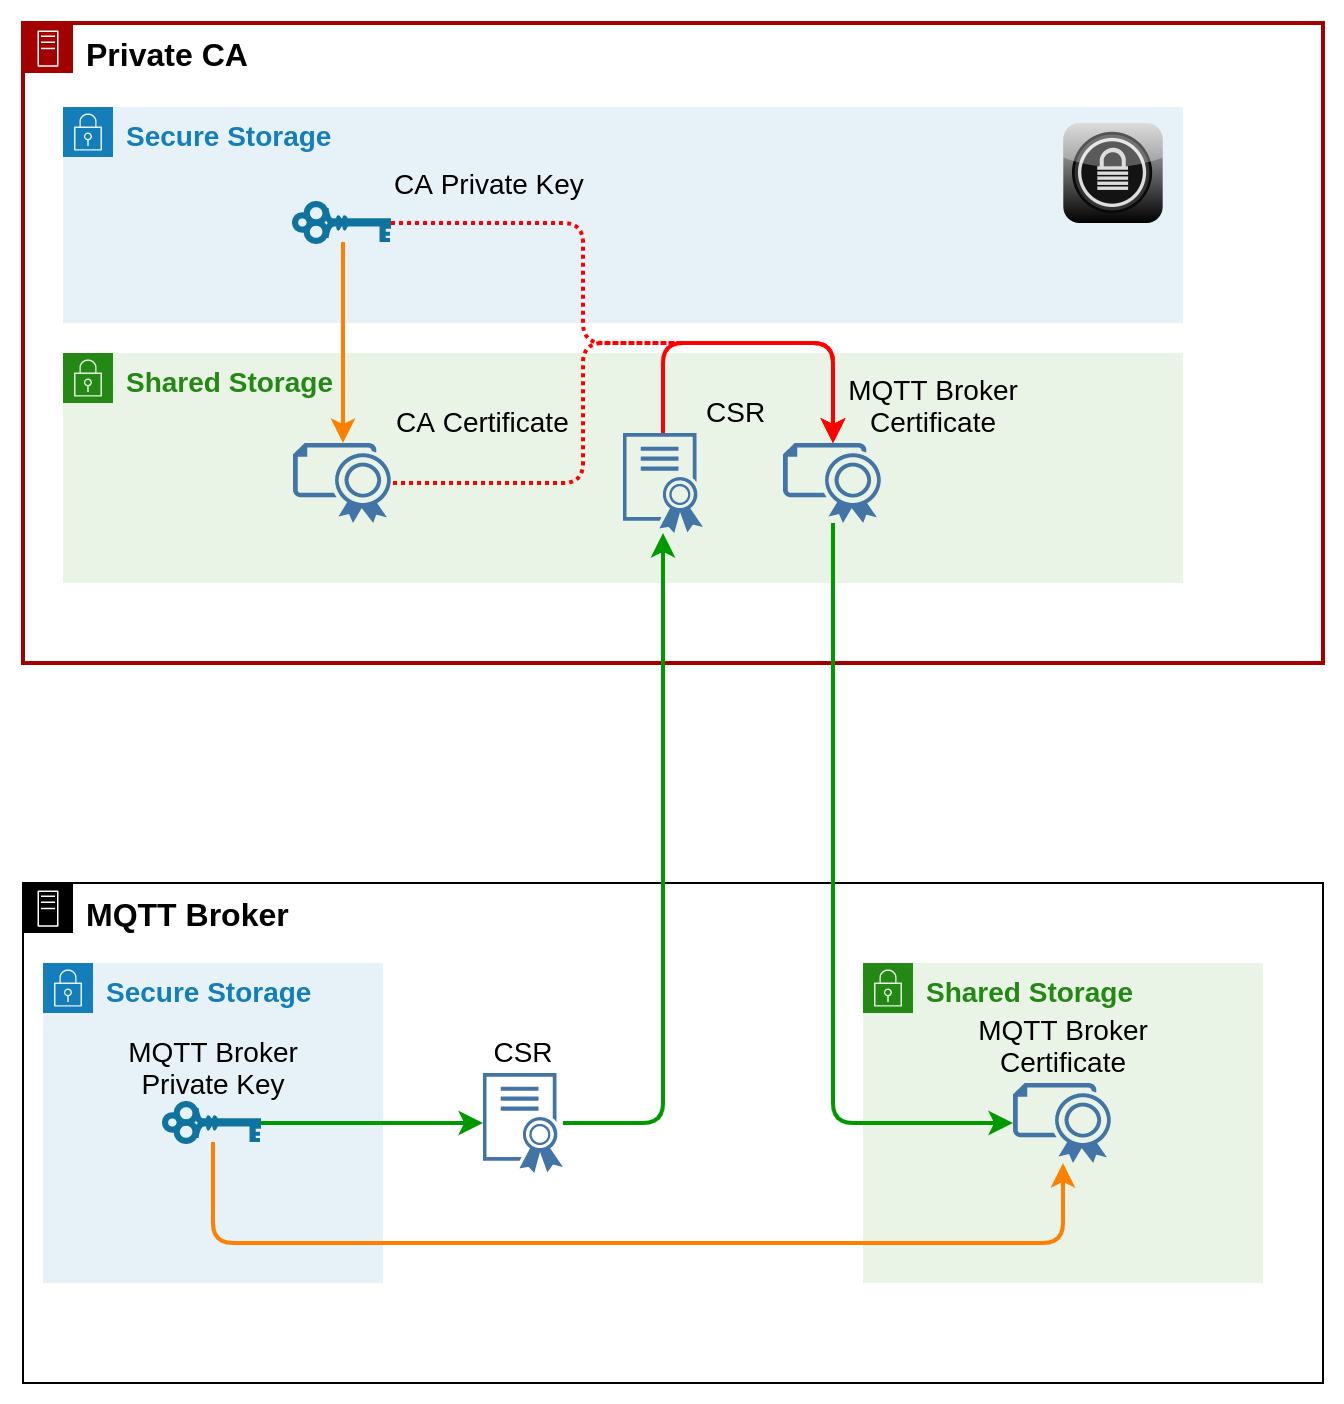 Private CA
Secure Storage
CA Private Key
Shared Storage
CA Certificate
CSR
MQTT Broker
Certificate
MQTT Broker
Secure Storage
MQTT Broker
Private Key
CSR
Shared Storage
MQTT Broker
Certificate